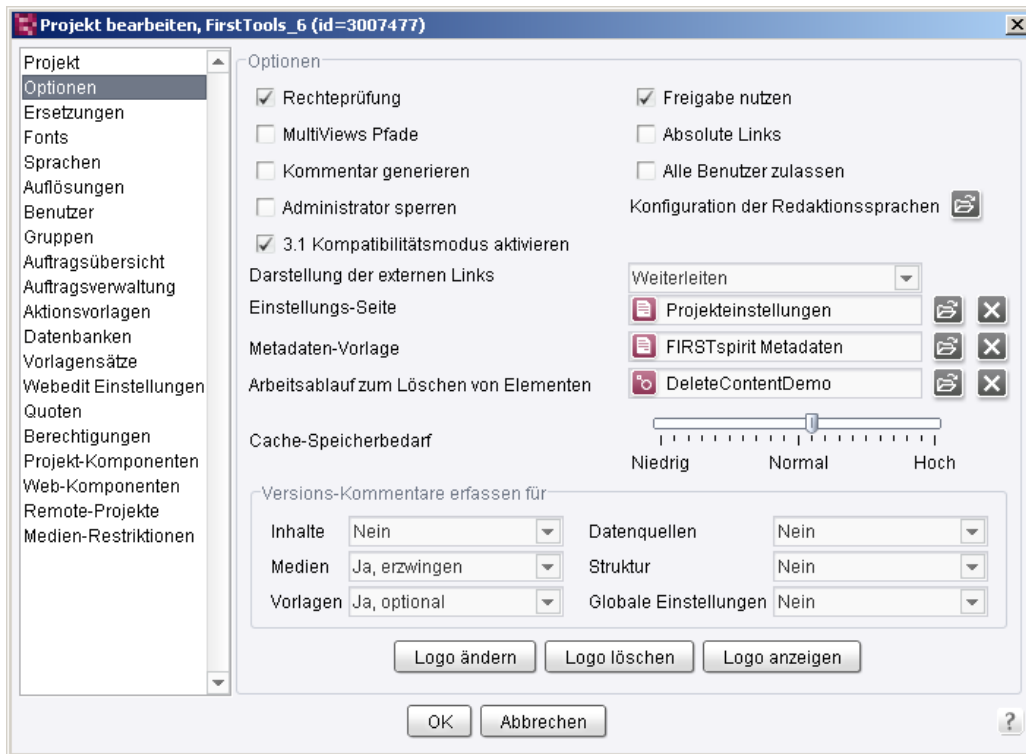 Projekt bearbeiten, FirstTools_6 (id=3007477)
Projekt
Optionen
Ersetzungen
Fonts
Sprachen
Auflösungen
Benutzer
Gruppen
Auftragsübersicht
Auftragsverwaltung
Aktionsvorlagen
Datenbanken
Vorlagensätze
Webedit Einstellungen
Quoten
Berechtigungen
Projekt-Komponenten
Web-Komponenten
Remote-Projekte
Medien-Restriktionen
Optionen
Rechteprüfung
Freigabe nutzen
MultiViews Pfade
Absolute Links
Kommentar generieren
Alle Benutzer zulassen
Administrator sperren
Konfiguration der Redaktionssprachen
3.1 Kompatibilitätsmodus aktivieren
Darstellung der externen Links
Weiterleiten
Einstellungs-Seite
Projekteinstellungen
Metadaten-Vorlage
FIRSTspirit Metadaten
Arbeitsablauf zum Löschen von Elementen
DeleteContentDemo
Cache-Speicherbedarf
Niedrig Normal Hoch
Versions-Kommentare erfassen für
Inhalte Nein
Datenquellen Nein
Medien Ja, erzwingen
Struktur Nein
Vorlagen Ja, optional
Globale Einstellungen Nein
Logo ändern
Logo löschen
Logo anzeigen
OK
Abbrechen
?